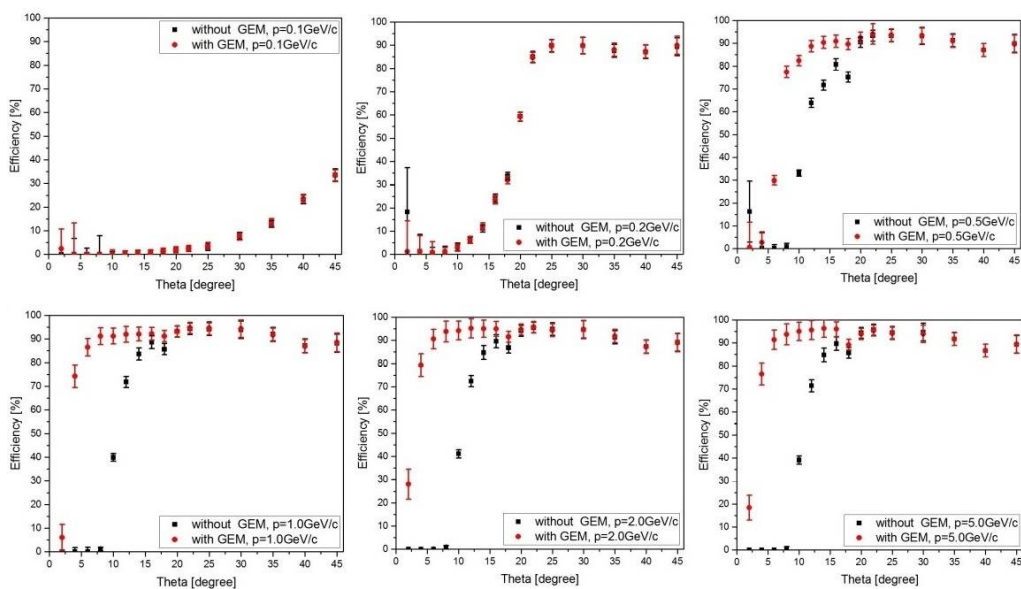 without GEM, p=0.1GeV/c
with GEM, p=0.1GeV/c
Efficiency [%]
100
90
80
70
60
50
40
30
20
10
0
0 5 10 15 20 25 30 35 40 45
Theta [degree]
without GEM, p=0.2GeV/c
with GEM, p=0.2GeV/c
Efficiency [%]
100
90
80
70
60
50
40
30
20
10
0
0 5 10 15 20 25 30 35 40 45
Theta [degree]
without GEM, p=0.5GeV/c
with GEM, p=0.5GeV/c
Efficiency [%]
100
90
80
70
60
50
40
30
20
10
0
0 5 10 15 20 25 30 35 40 45
Theta [degree]
without GEM, p=1.0GeV/c
with GEM, p=1.0GeV/c
Efficiency [%]
100
90
80
70
60
50
40
30
20
10
0
0 5 10 15 20 25 30 35 40 45
Theta [degree]
without GEM, p=2.0GeV/c
with GEM, p=2.0GeV/c
Efficiency [%]
100
90
80
70
60
50
40
30
20
10
0
0 5 10 15 20 25 30 35 40 45
Theta [degree]
without GEM, p=5.0GeV/c
with GEM, p=5.0GeV/c
Efficiency [%]
100
90
80
70
60
50
40
30
20
10
0
0 5 10 15 20 25 30 35 40 45
Theta [degree]